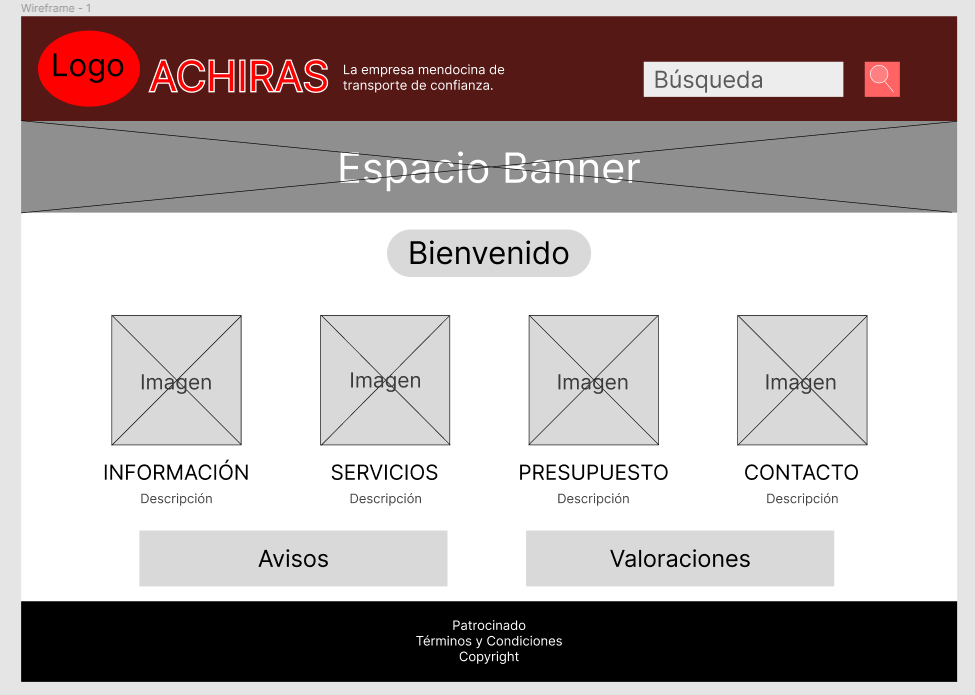 Wireframe - 1
Logo
ACHIRAS
La empresa mendocina de
transporte de confianza.
Búsqueda
Espacio Banner
Bienvenido
Imagen
Imagen
Imagen
Imagen
INFORMACIÓN
SERVICIOS
PRESUPUESTO
CONTACTO
Descripción
Descripción
Descripción
Descripción
Avisos
Valoraciones
Patrocinado
Términos y Condiciones
Copyright